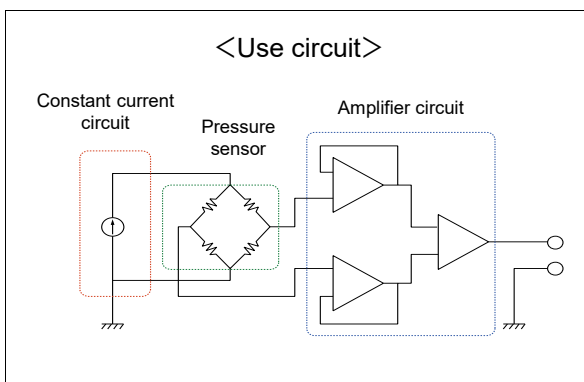 <Use circuit>
Constant current
circuit
Pressure
sensor
Amplifier circuit